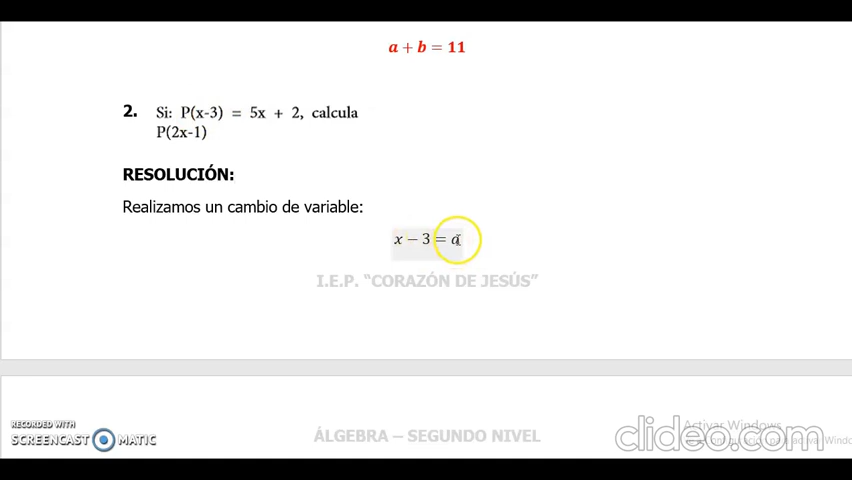 a + b = 11
2. Si: P(x-3) = 5x + 2, calcula
P(2x-1)
RESOLUCIÓN:
Realizamos un cambio de variable:
x − 3 = a
I.E.P. “CORAZÓN DE JESÚS”
RECORDED WITH
SCREENCAST MATIC
ÁLGEBRA – SEGUNDO NIVEL
Activar Windows
clideo.com